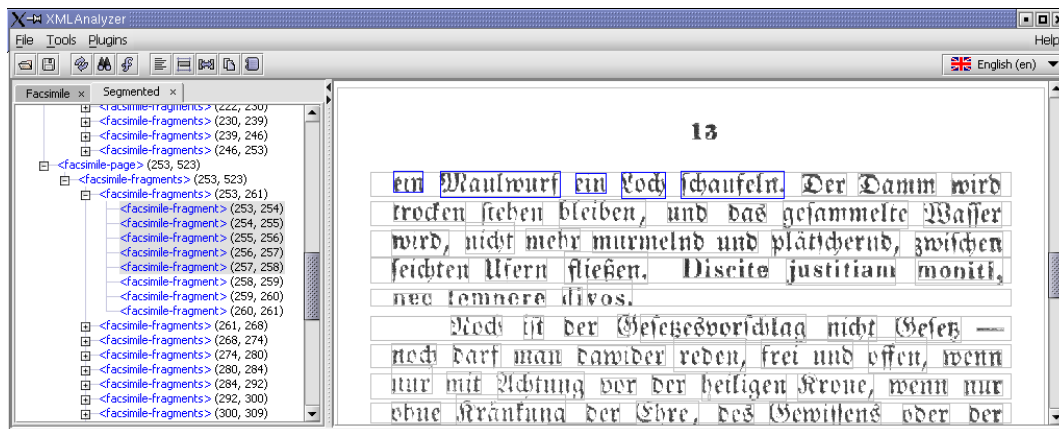 XMLAnalyzer
File Tools Plugins Help
English (en)
Facsimile × Segmented ×
<facsimile-fragments> (222, 230)
<facsimile-fragments> (230, 239)
<facsimile-fragments> (239, 246)
<facsimile-fragments> (246, 253)
<facsimile-page> (253, 523)
<facsimile-fragments> (253, 523)
<facsimile-fragments> (253, 261)
<facsimile-fragment> (253, 254)
<facsimile-fragment> (254, 255)
<facsimile-fragment> (255, 256)
<facsimile-fragment> (256, 257)
<facsimile-fragment> (257, 258)
<facsimile-fragment> (258, 259)
<facsimile-fragment> (259, 260)
<facsimile-fragment> (260, 261)
<facsimile-fragments> (261, 268)
<facsimile-fragments> (268, 274)
<facsimile-fragments> (274, 280)
<facsimile-fragments> (280, 284)
<facsimile-fragments> (284, 292)
<facsimile-fragments> (292, 300)
<facsimile-fragments> (300, 309)
13
ein Maulwurf ein Loch ſchaufeln. Der Damm wird
trocken ſtehen bleiben, und das geſammelte Waſſer
wird, nicht mehr murmelnd und plätſchernd, zwiſchen
ſeichten Ufern fließen. Discite justitiam moniti,
nec temnere divos.
Noch iſt der Geſetzesvorſchlag nicht Geſetz —
noch darf man dawider reden, frei und offen, wenn
nur mit Achtung vor der heiligen Krone, wenn nur
ohne Kränkung der Ehre, des Gewiſſens oder der